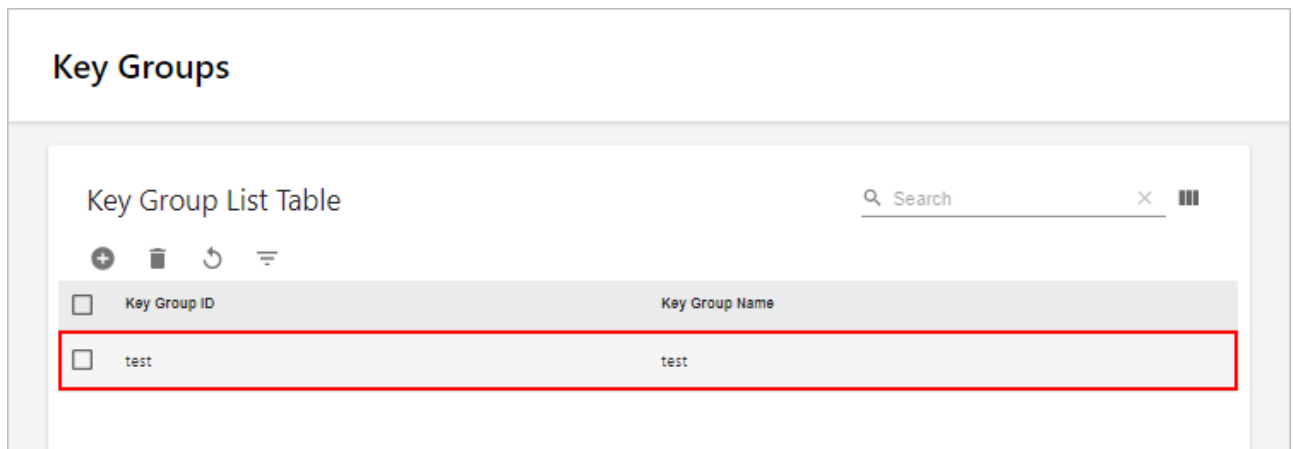 Key Groups
Key Group List Table
Search
Key Group ID Key Group Name
test test